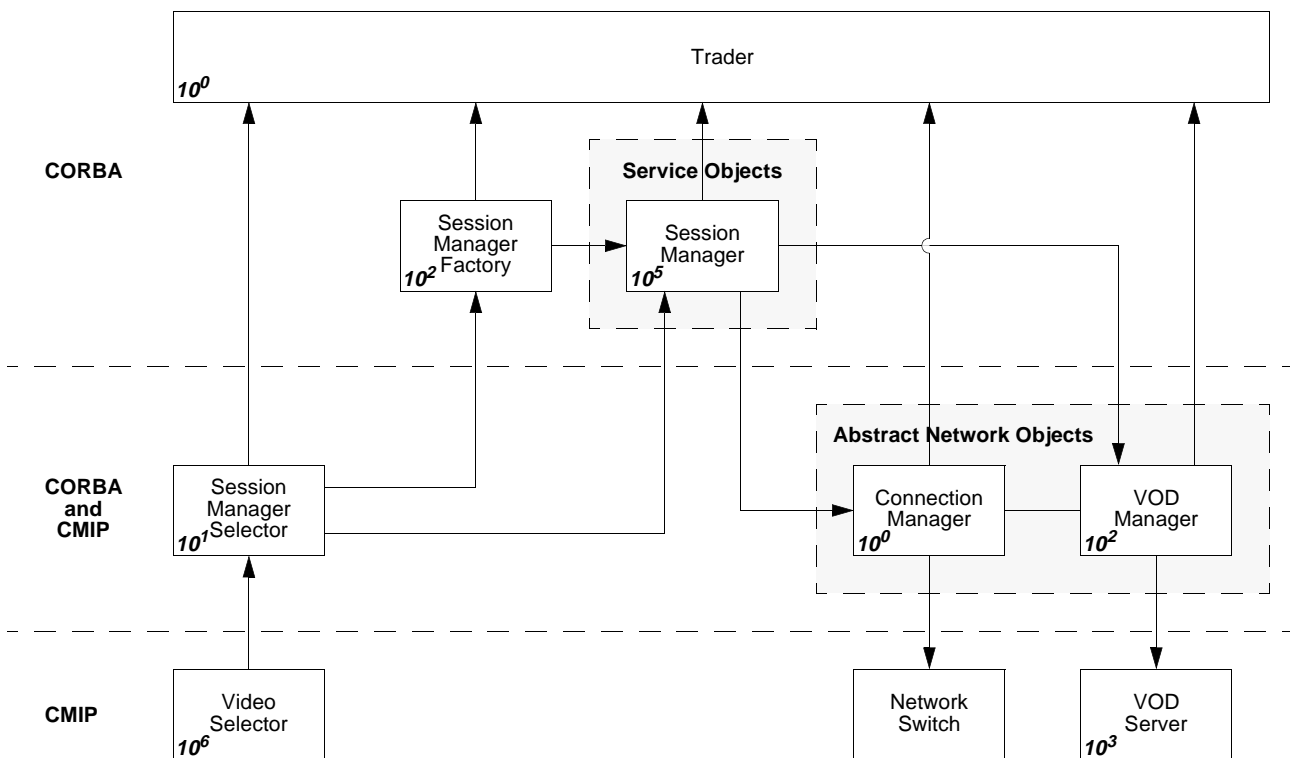 Trader
10^0
CORBA
Service Objects
Session
Manager
Factory
10^2
Session
Manager
10^5
Abstract Network Objects
CORBA
and
CMIP
Session
Manager
Selector
10^1
Connection
Manager
10^0
VOD
Manager
10^2
CMIP
Video
Selector
10^6
Network
Switch
VOD
Server
10^3